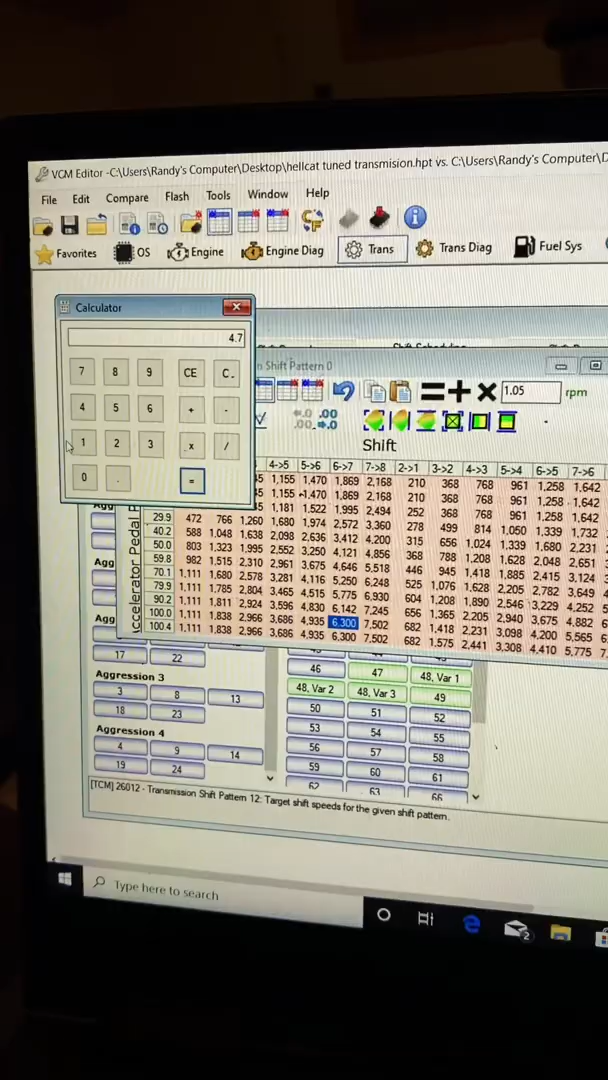 VCM Editor -C:\Users\Randy's Computer\Desktop\hellcat tuned transmision.hpt vs. C:\Users\Randy's Computer\D
File Edit Compare Flash Tools Window Help
Favorites OS Engine Engine Diag Trans Trans Diag Fuel Sys
Calculator
4.7
7 8 9 CE C
4 5 6 + -
1 2 3 x /
0 . =
Shift Pattern 0
1.05 rpm
Shift
4->5 5->6 6->7 7->8 2->1 3->2 4->3 5->4 6->5 7->6
1,155 1,470 1,869 2,168 210 368 768 961 1,258 1,642
1,155 1,470 1,869 2,168 210 368 768 961 1,258 1,642
1,181 1,522 1,995 2,494 252 368 768 961 1,258 1,642
29.9 472 766 1,260 1,680 1,974 2,572 3,360 278 499 814 1,050 1,339 1,732
40.2 588 1,048 1,638 2,098 2,636 3,412 4,200 315 656 1,024 1,339 1,680 2,231
50.0 803 1,323 1,995 2,552 3,250 4,121 4,856 368 788 1,208 1,628 2,048 2,651
59.8 982 1,515 2,310 2,961 3,675 4,646 5,518 446 945 1,418 1,885 2,415 3,124
70.1 1,111 1,680 2,578 3,281 4,116 5,250 6,248 525 1,076 1,628 2,205 2,782 3,649
79.9 1,111 1,785 2,804 3,465 4,515 5,775 6,930 604 1,208 1,890 2,546 3,229 4,252
90.2 1,111 1,811 2,924 3,596 4,830 6,142 7,245 656 1,365 2,205 2,940 3,675 4,882
100.0 1,111 1,838 2,966 3,686 4,935 6,300 7,502 682 1,418 2,231 3,098 4,200 5,565
100.4 1,111 1,838 2,966 3,686 4,935 6,300 7,502 682 1,575 2,441 3,308 4,410 5,775
Accelerator Pedal
17 22
Aggression 3
3 8 13
18 23
Aggression 4
4 9 14
19 24
46 47 48, Var 1
48, Var 2 48, Var 3 49
50 51 52
53 54 55
56 57 58
59 60 61
62 63 66
[TCM] 26012 - Transmission Shift Pattern 12: Target shift speeds for the given shift pattern.
Type here to search
2